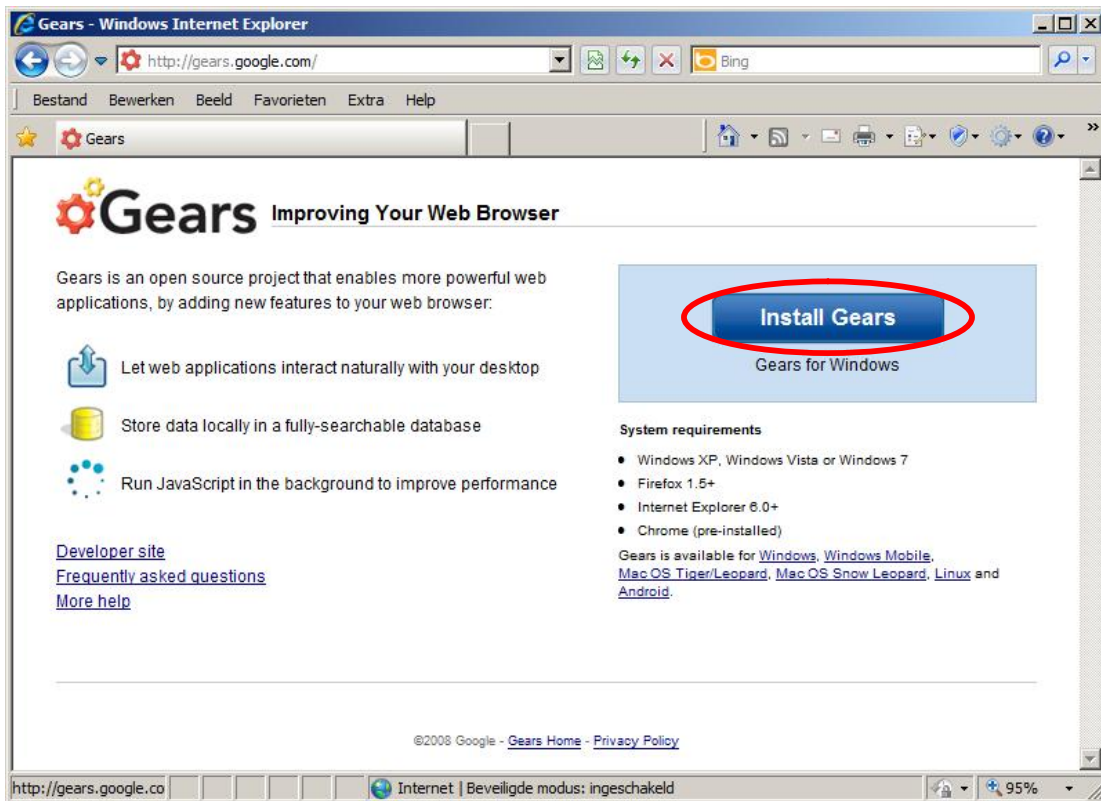 Gears - Windows Internet Explorer
http://gears.google.com/
Bing
Bestand Bewerken Beeld Favorieten Extra Help
Gears
Gears Improving Your Web Browser
Gears is an open source project that enables more powerful web
applications, by adding new features to your web browser:
Let web applications interact naturally with your desktop
Store data locally in a fully-searchable database
Run JavaScript in the background to improve performance
Developer site
Frequently asked questions
More help
Install Gears
Gears for Windows
System requirements
Windows XP, Windows Vista or Windows 7
Firefox 1.5+
Internet Explorer 6.0+
Chrome (pre-installed)
Gears is available for Windows, Windows Mobile,
Mac OS Tiger/Leopard, Mac OS Snow Leopard, Linux and
Android.
©2008 Google - Gears Home - Privacy Policy
http://gears.google.co
Internet | Beveiligde modus: ingeschakeld
95%